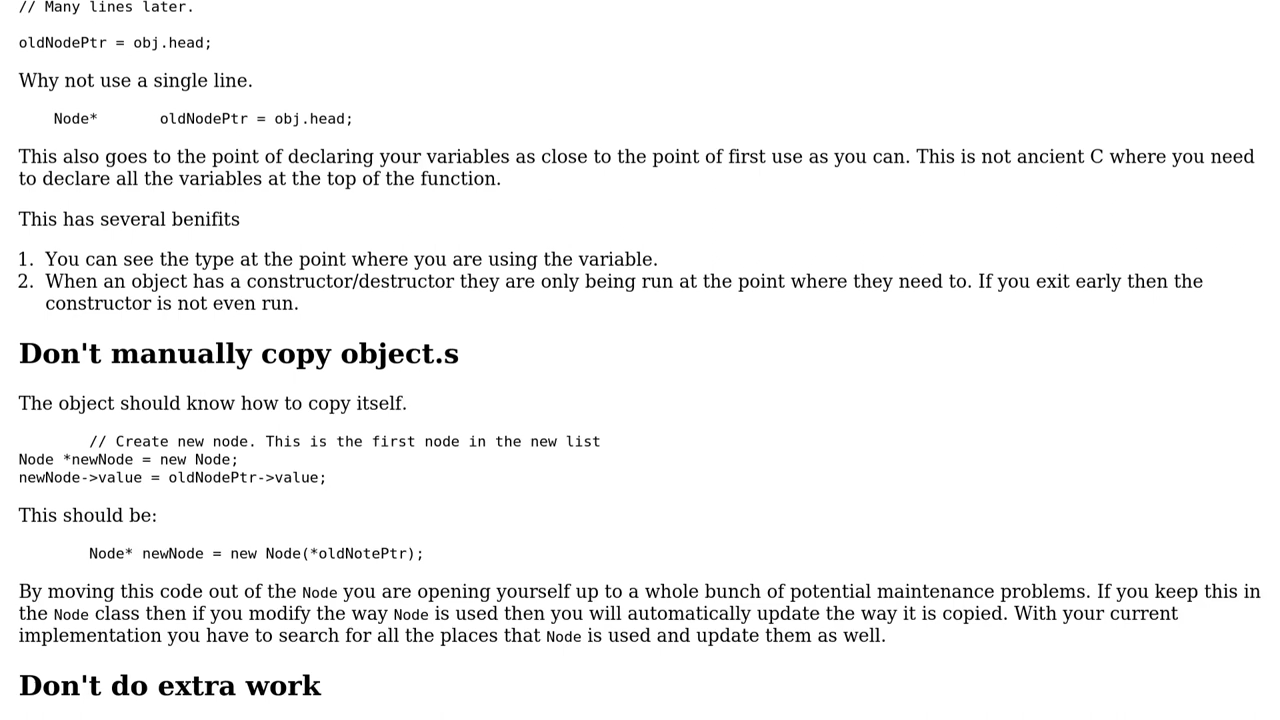 // Many lines later.
oldNodePtr = obj.head;
Why not use a single line.
Node*       oldNodePtr = obj.head;
This also goes to the point of declaring your variables as close to the point of first use as you can. This is not ancient C where you need
to declare all the variables at the top of the function.
This has several benifits
1. You can see the type at the point where you are using the variable.
2. When an object has a constructor/destructor they are only being run at the point where they need to. If you exit early then the
constructor is not even run.
Don't manually copy object.s
The object should know how to copy itself.
// Create new node. This is the first node in the new list
Node *newNode = new Node;
newNode->value = oldNodePtr->value;
This should be:
Node* newNode = new Node(*oldNotePtr);
By moving this code out of the Node you are opening yourself up to a whole bunch of potential maintenance problems. If you keep this in
the Node class then if you modify the way Node is used then you will automatically update the way it is copied. With your current
implementation you have to search for all the places that Node is used and update them as well.
Don't do extra work